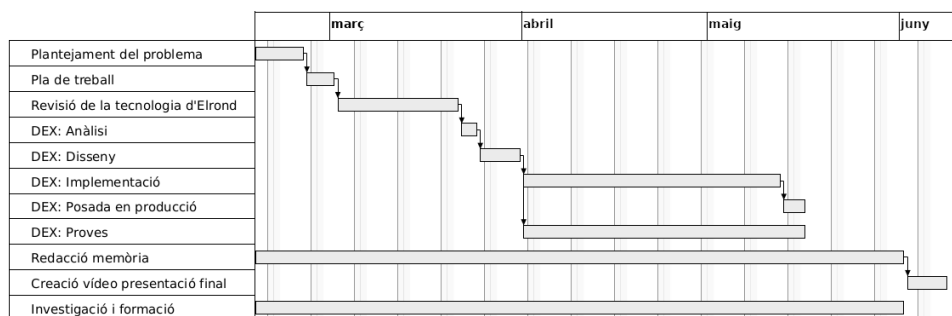 març
abril
maig
juny
Plantejament del problema
Pla de treball
Revisió de la tecnologia d'Elrond
DEX: Anàlisi
DEX: Disseny
DEX: Implementació
DEX: Posada en producció
DEX: Proves
Redacció memòria
Creació vídeo presentació final
Investigació i formació